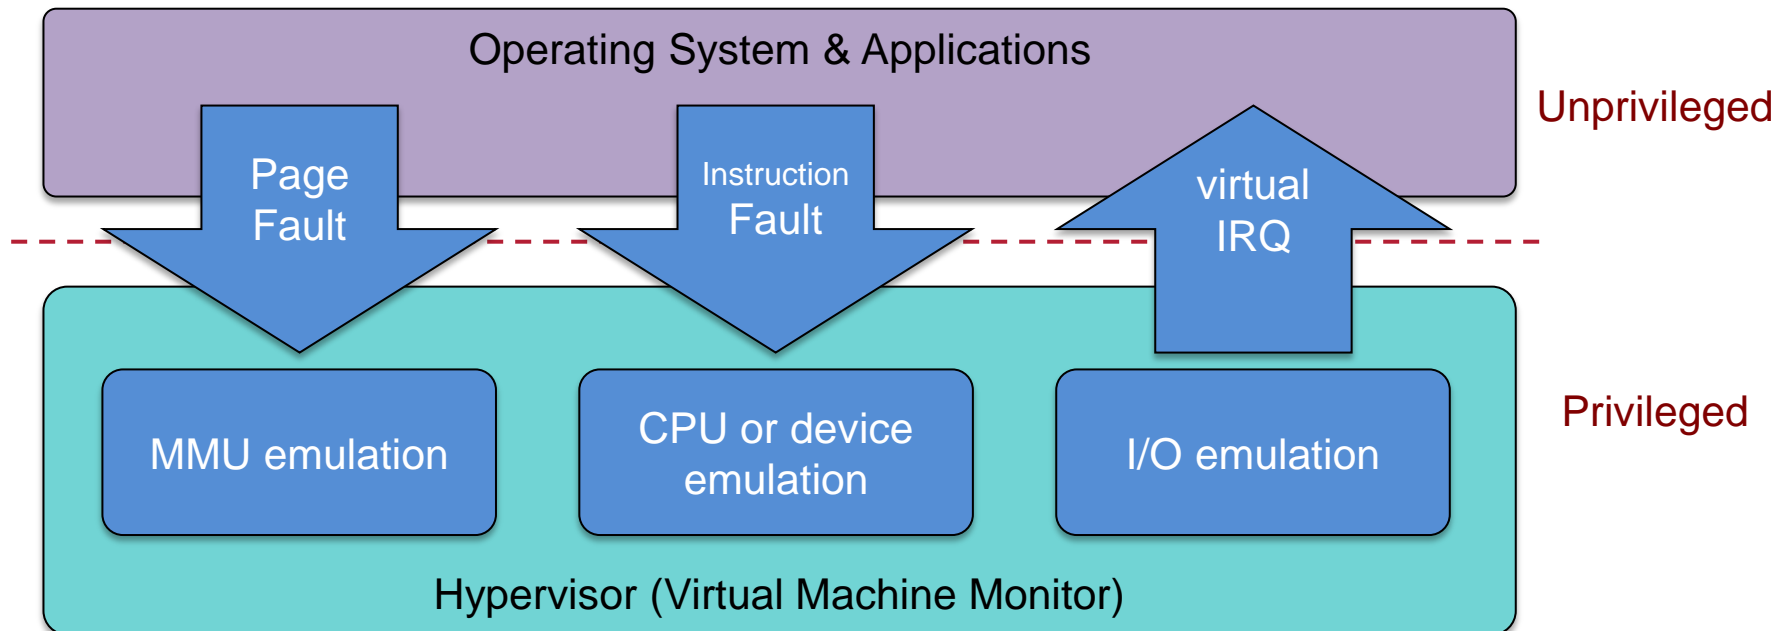 Operating System & Applications
Unprivileged
Page
Fault
Instruction
Fault
virtual
IRQ
Privileged
MMU emulation
CPU or device
emulation
I/O emulation
Hypervisor (Virtual Machine Monitor)